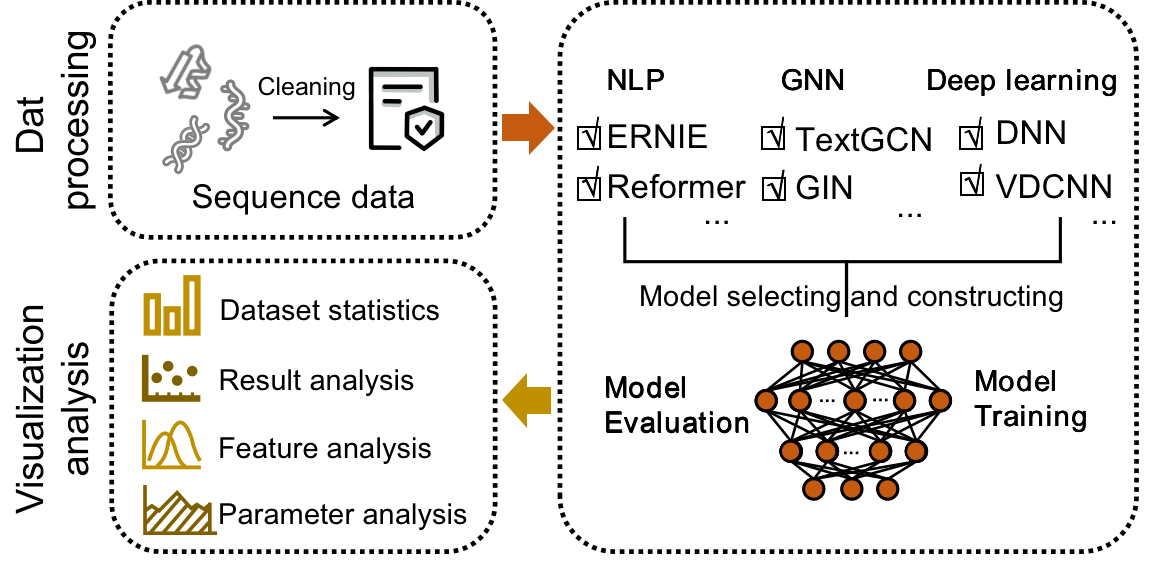 Dat
processing
Cleaning
Sequence data
NLP
GNN
Deep learning
ERNIE
TextGCN
DNN
Reformer
GIN
VDCNN
...
...
...
Model selecting and constructing
Model
Evaluation
Model
Training
...
...
...
Visualization
analysis
Dataset statistics
Result analysis
Feature analysis
Parameter analysis